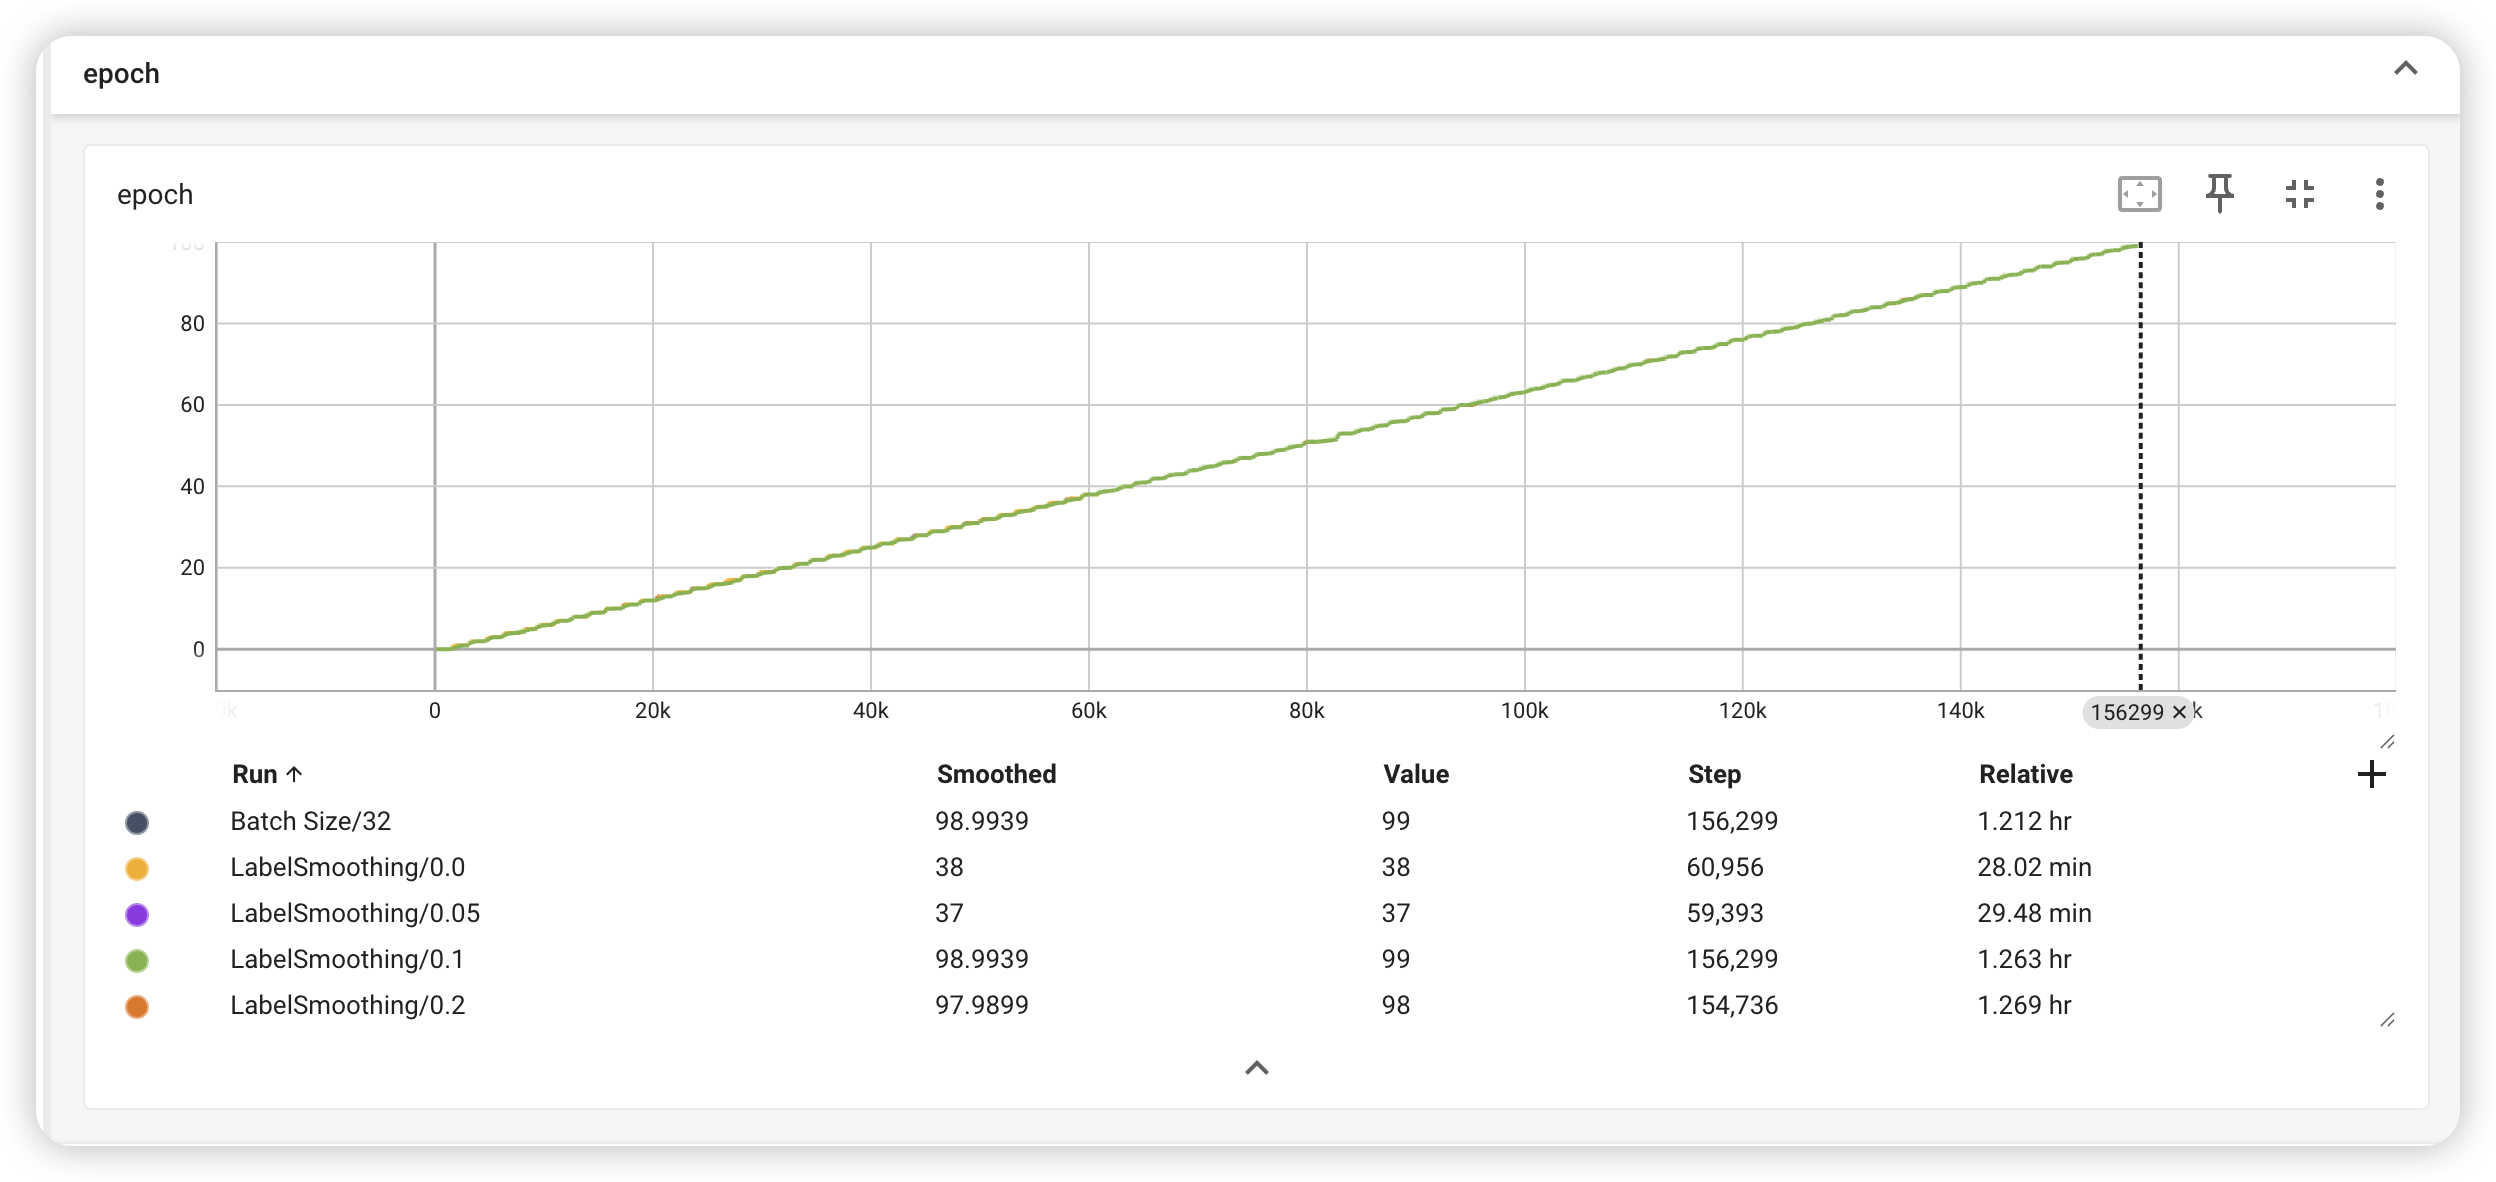 epoch
epoch
80
60
40
20
0
0 20k 40k 60k 80k 100k 120k 140k 156299 ✕ k
Run ↑ Smoothed Value Step Relative
Batch Size/32 98.9939 99 156,299 1.212 hr
LabelSmoothing/0.0 38 38 60,956 28.02 min
LabelSmoothing/0.05 37 37 59,393 29.48 min
LabelSmoothing/0.1 98.9939 99 156,299 1.263 hr
LabelSmoothing/0.2 97.9899 98 154,736 1.269 hr